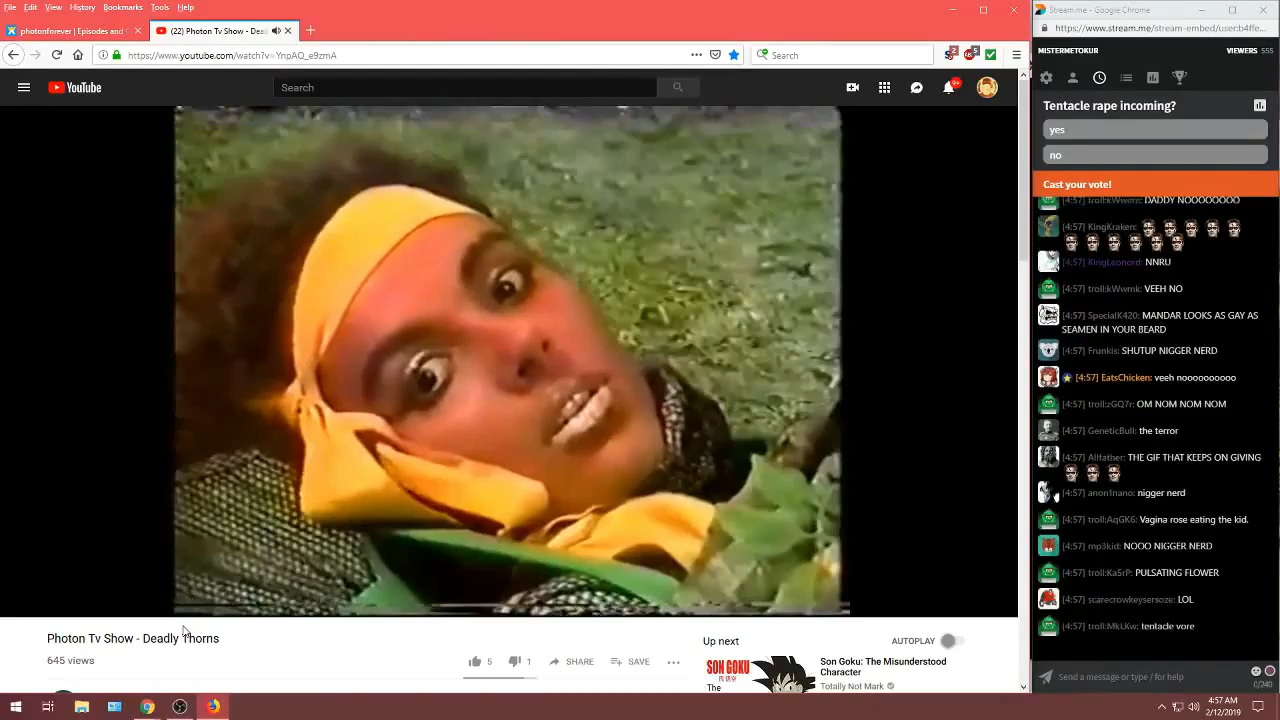 File Edit View History Bookmarks Tools Help
photonforever | Episodes and
(22) Photon Tv Show - Dead
https://www.youtube.com/watch?v=YnpAO_e9zmA
Search
YouTube
Search
9+
Photon Tv Show - Deadly Thorns
645 views
5
1
SHARE
SAVE
Up next
AUTOPLAY
SON GOKU
The
Son Goku: The Misunderstood
Character
Totally Not Mark
Stream.me - Google Chrome
https://www.stream.me/stream-embed/user:b4ffe...
MISTERMETOKUR
VIEWERS 555
Tentacle rape incoming?
yes
no
Cast your vote!
DADDY NOOOOOOOO
[4:57] KingKraken:
[4:57] KingLeonord: NNRU
[4:57] troll:kWwmk: VEEH NO
[4:57] SpecialK420: MANDAR LOOKS AS GAY AS
SEAMEN IN YOUR BEARD
[4:57] Frunkis: SHUTUP NIGGER NERD
[4:57] EatsChicken: veeh noooooooooo
[4:57] troll:zGQ7r: OM NOM NOM NOM
[4:57] GeneticBull: the terror
[4:57] Allfather: THE GIF THAT KEEPS ON GIVING
[4:57] anon1nano: nigger nerd
[4:57] troll:AqGK6: Vagina rose eating the kid.
[4:57] mp3kid: NOOO NIGGER NERD
[4:57] troll:Ka5rP: PULSATING FLOWER
[4:57] scarecrowkeysersoze: LOL
[4:57] troll:MkLKw: tentacle vore
Send a message or type / for help
0/240
4:57 AM
2/12/2019